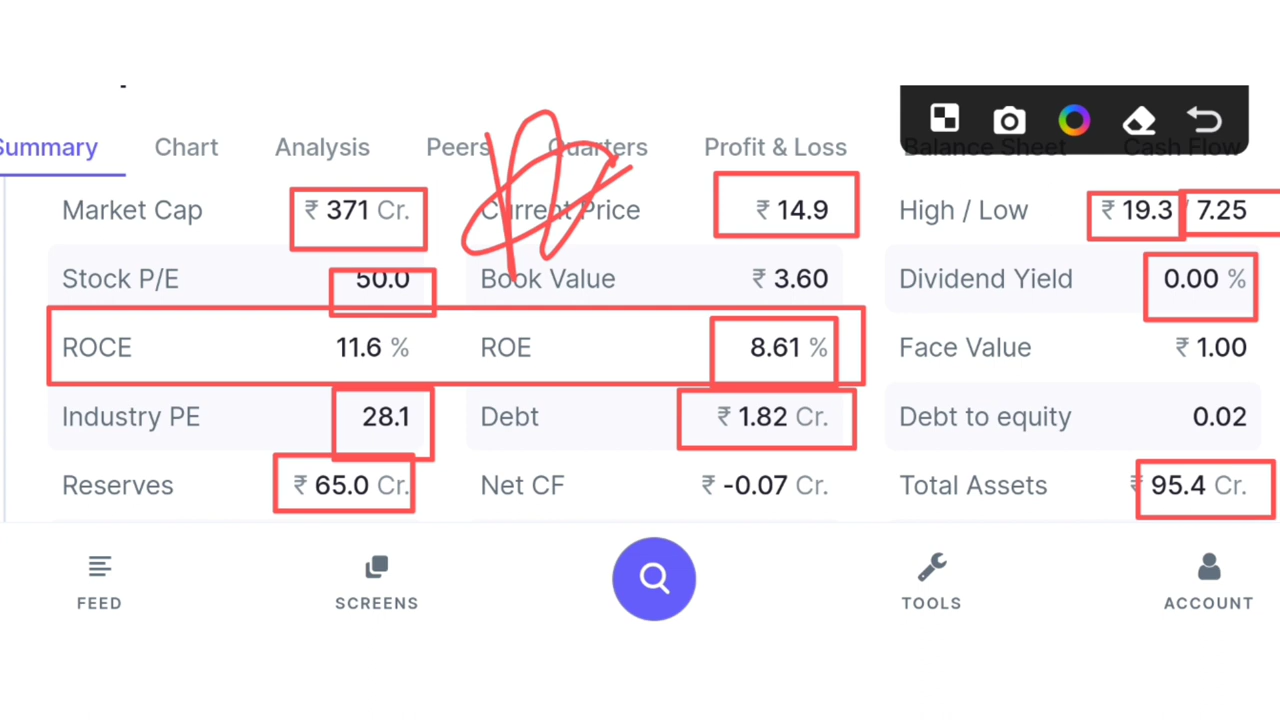 Summary Chart Analysis Peers Quarters Profit & Loss Balance Sheet Cash Flow
Market Cap ₹ 371 Cr. Current Price ₹ 14.9 High / Low ₹ 19.3 / 7.25
Stock P/E 50.0 Book Value ₹ 3.60 Dividend Yield 0.00 %
ROCE 11.6 % ROE 8.61 % Face Value ₹ 1.00
Industry PE 28.1 Debt ₹ 1.82 Cr. Debt to equity 0.02
Reserves ₹ 65.0 Cr. Net CF ₹ -0.07 Cr. Total Assets ₹ 95.4 Cr.
FEED SCREENS TOOLS ACCOUNT